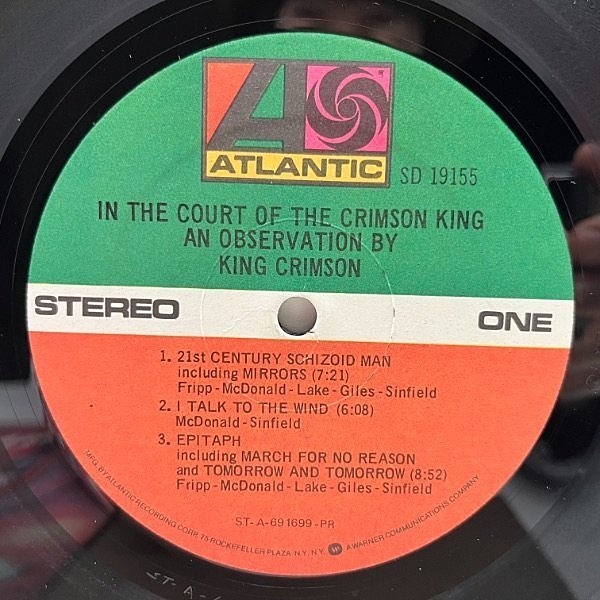 ATLANTIC
SD 19155
IN THE COURT OF THE CRIMSON KING
AN OBSERVATION BY
KING CRIMSON
STEREO
ONE
1. 21st CENTURY SCHIZOID MAN
including MIRRORS (7:21)
Fripp-McDonald-Lake-Giles-Sinfield
2. I TALK TO THE WIND (6:08)
McDonald-Sinfield
3. EPITAPH
including MARCH FOR NO REASON
and TOMORROW AND TOMORROW (8:52)
Fripp-McDonald-Lake-Giles-Sinfield
ST-A-691699-PR
MFG. BY ATLANTIC RECORDING CORP. 75 ROCKEFELLER PLAZA N.Y., N.Y. A WARNER COMMUNICATIONS COMPANY
ST-A-